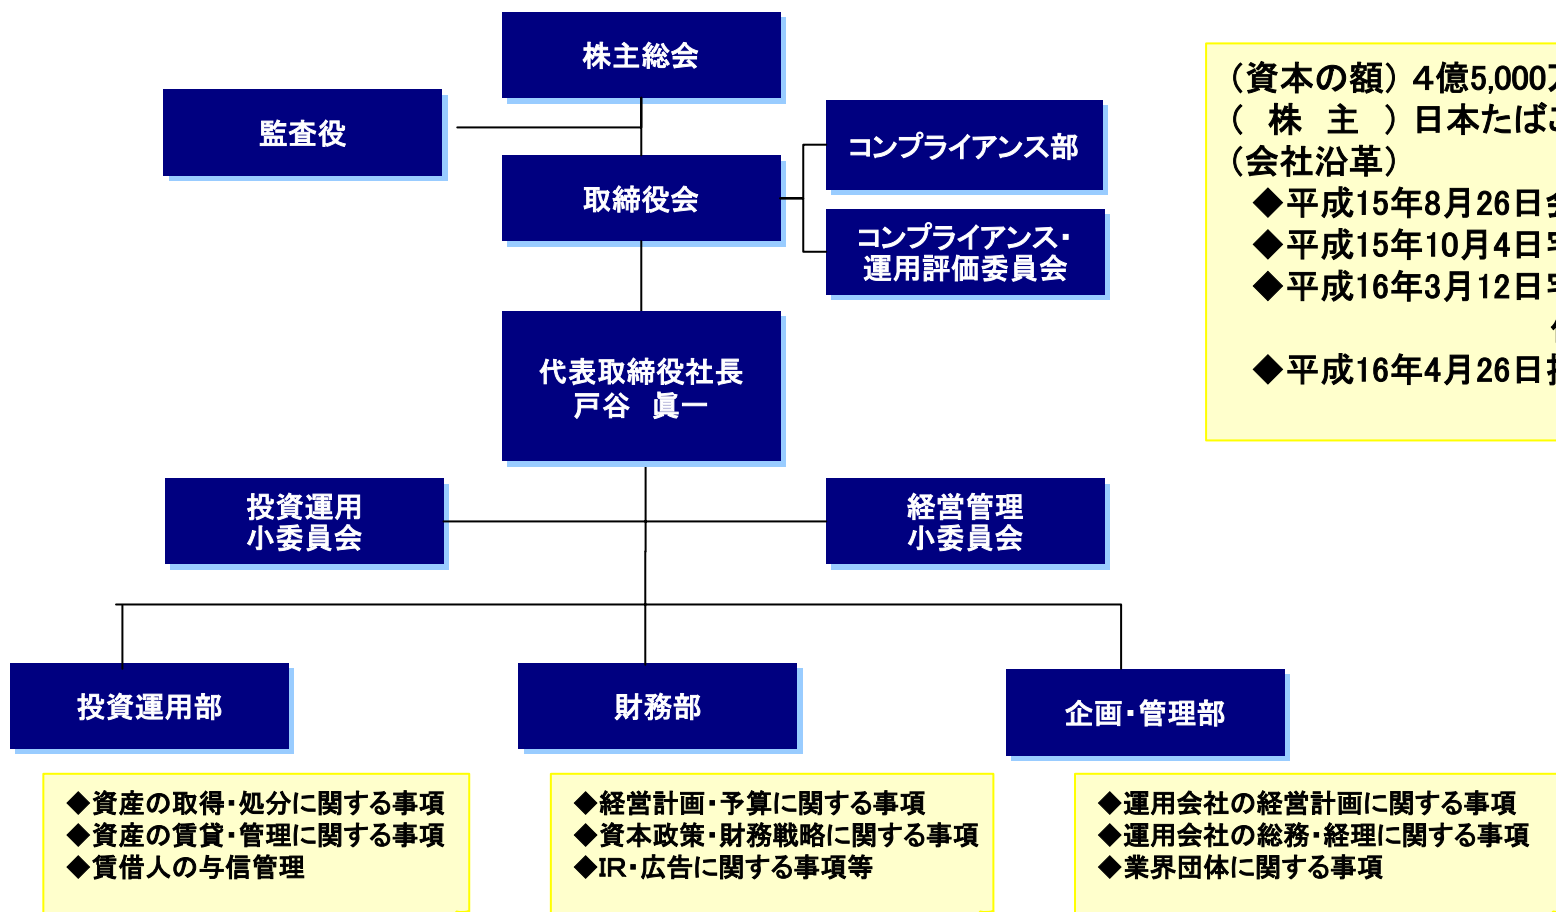 株主総会
監査役
コンプライアンス部
取締役会
コンプライアンス・
運用評価委員会
代表取締役社長
戸谷　眞一
投資運用
小委員会
経営管理
小委員会
投資運用部
財務部
企画・管理部
◆資産の取得・処分に関する事項
◆資産の賃貸・管理に関する事項
◆賃借人の与信管理
◆経営計画・予算に関する事項
◆資本政策・財務戦略に関する事項
◆IR・広告に関する事項等
◆運用会社の経営計画に関する事項
◆運用会社の総務・経理に関する事項
◆業界団体に関する事項
（資本の額）4億5,000
（　株　主　）日本たば
（会社沿革）
◆平成15年8月26日
◆平成15年10月4日
◆平成16年3月12日
◆平成16年4月26日